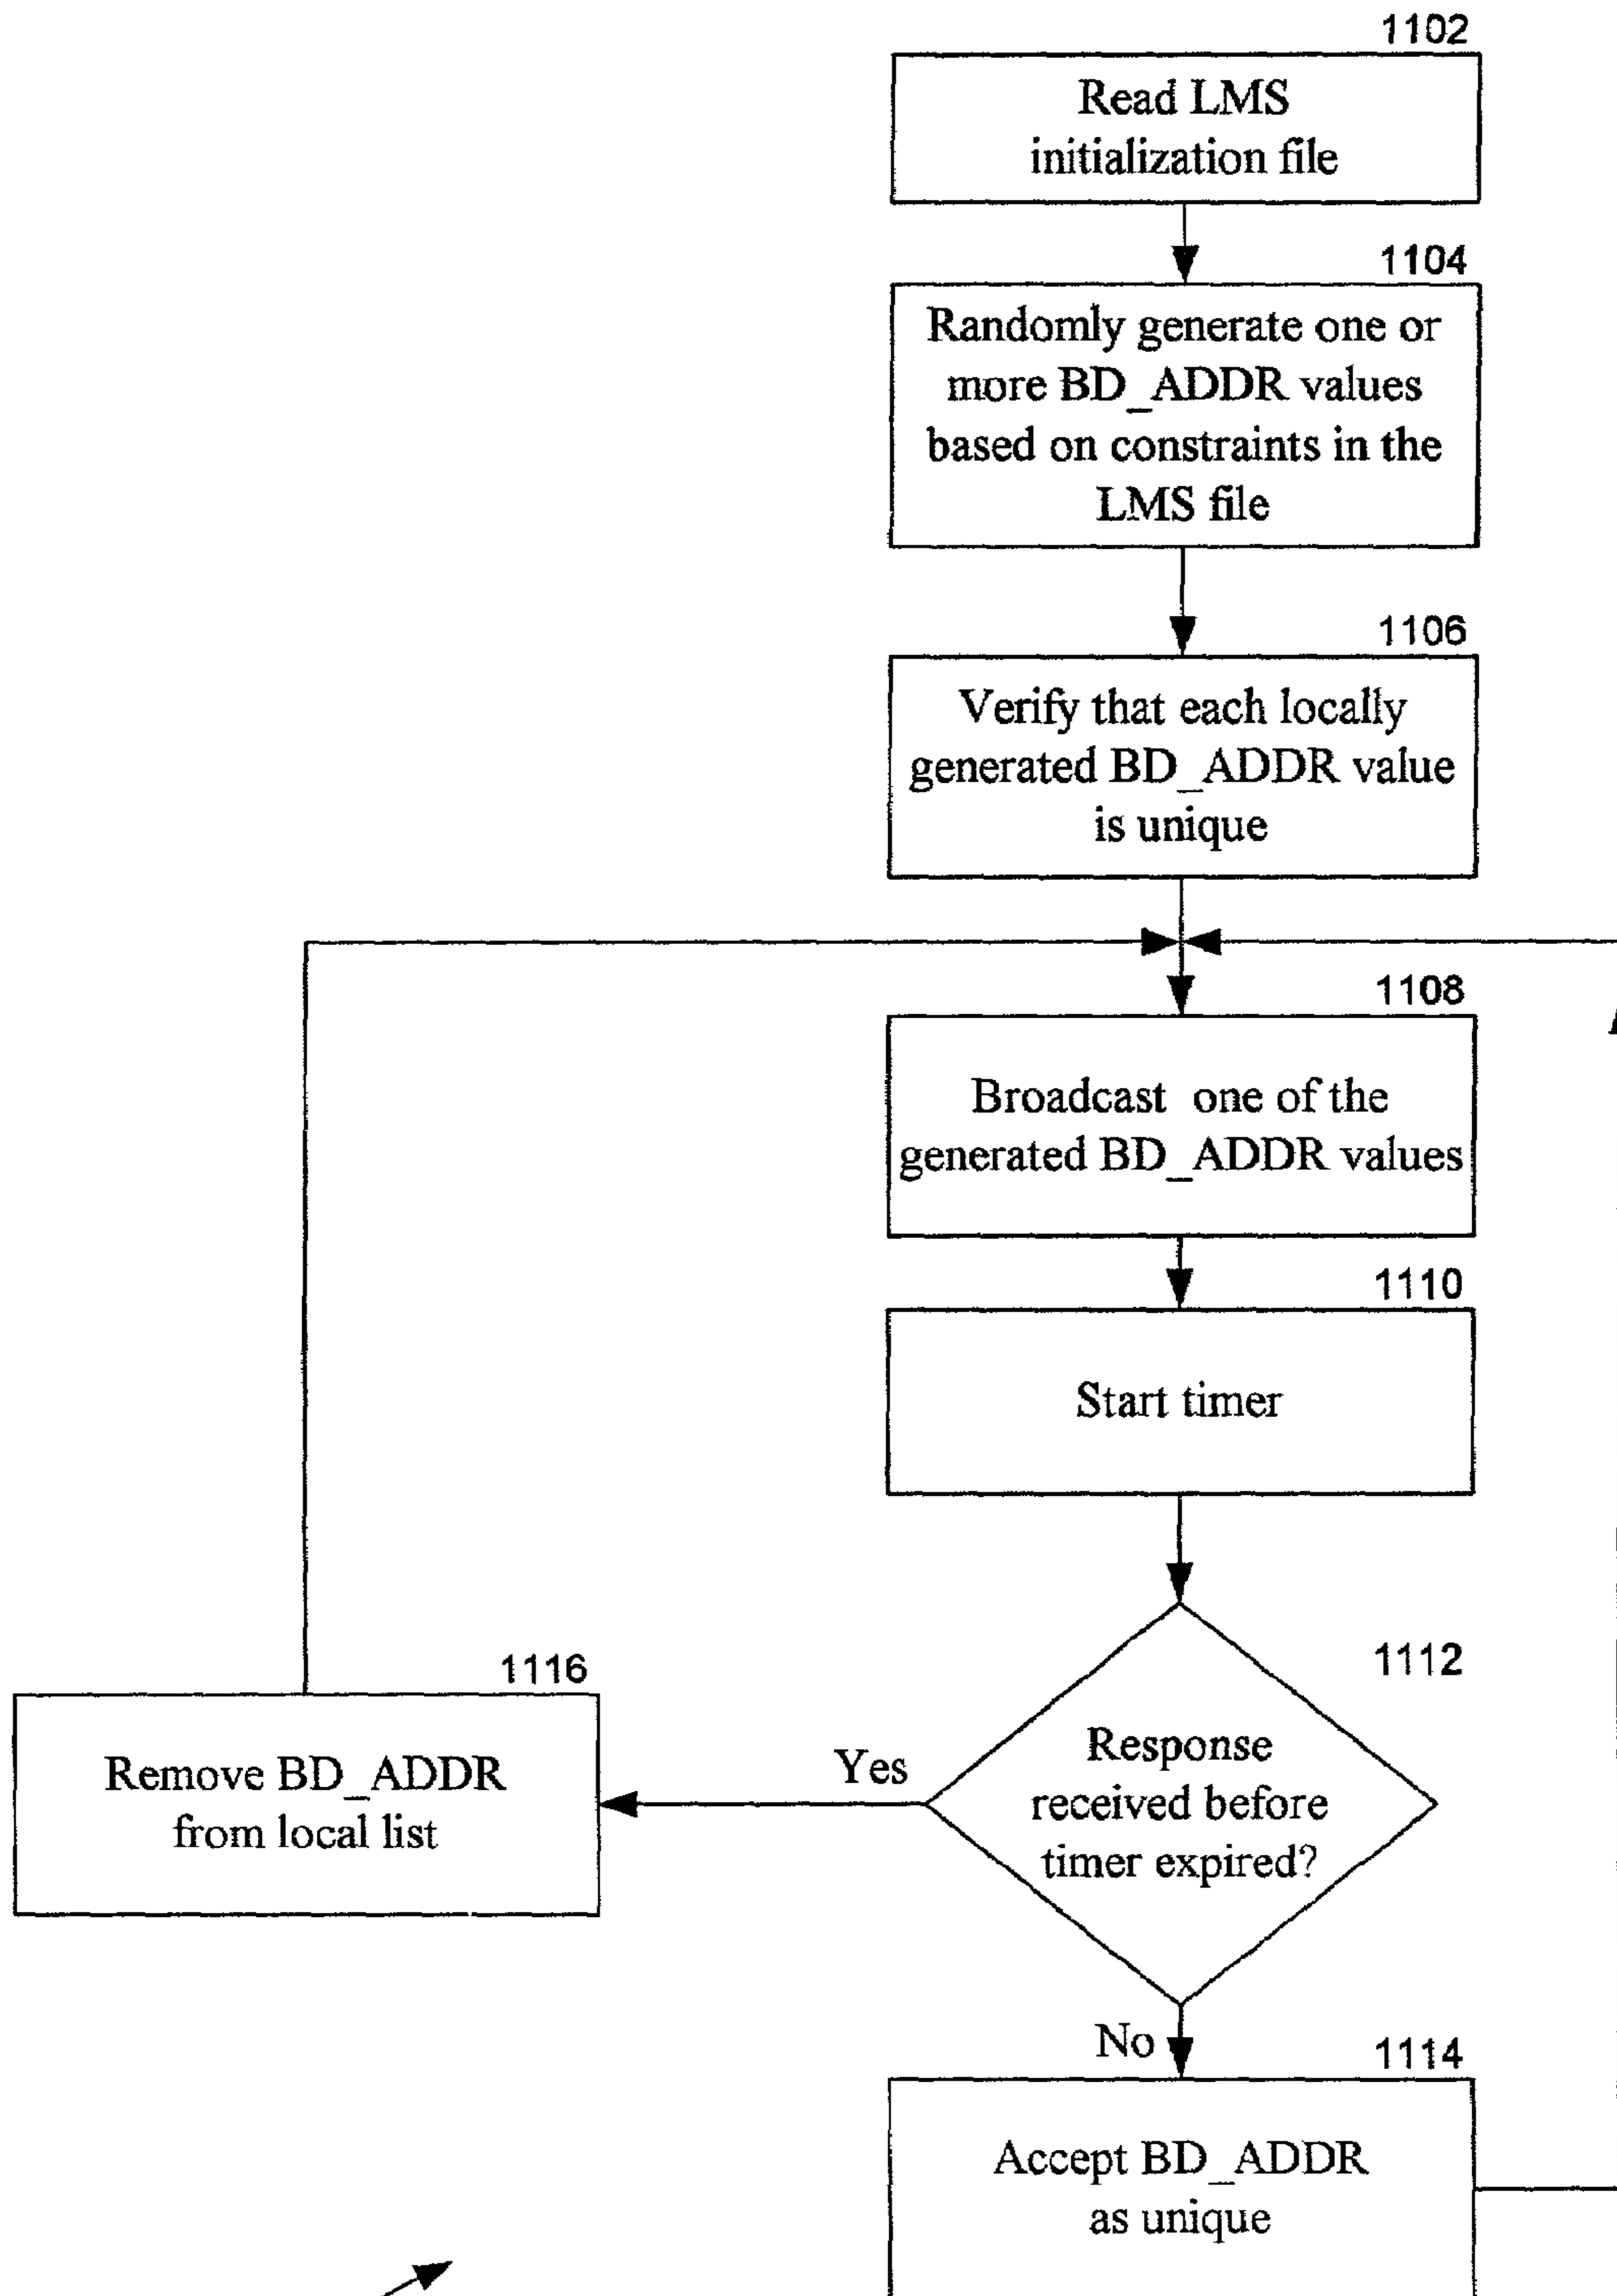 1102
Read LMS
initialization file
1104
Randomly generate one or
more BD_ADDR values
based on constraints in the
LMS file
1106
Verify that each locally
generated BD_ADDR value
is unique
1108
Broadcast one of the
generated BD_ADDR values
1110
Start timer
1112
Response
received before
timer expired?
Yes
1116
Remove BD_ADDR
from local list
No
1114
Accept BD_ADDR
as unique